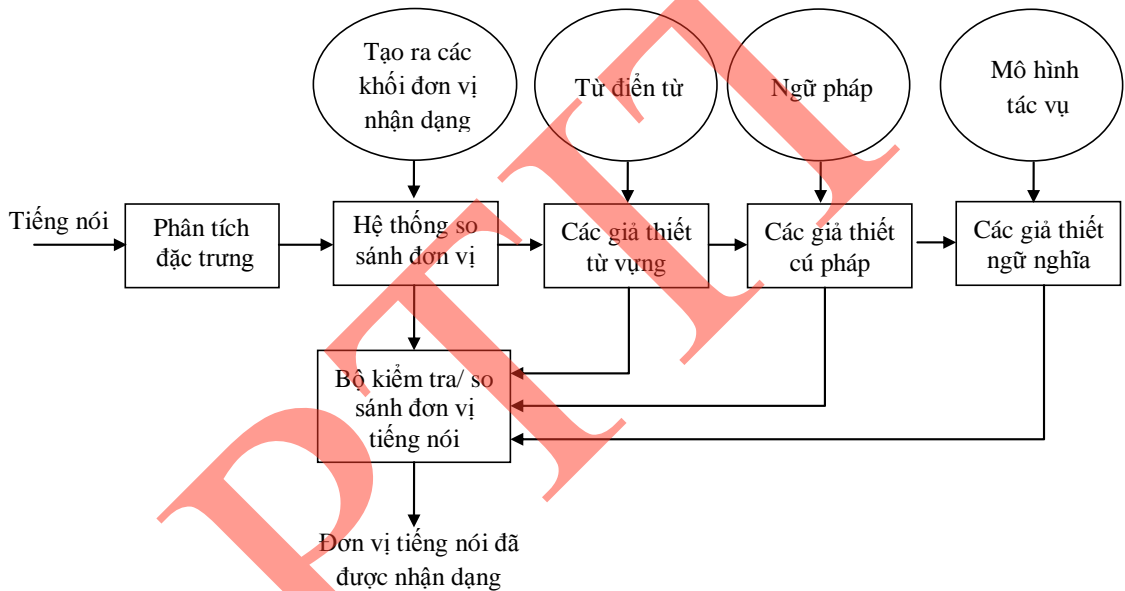 Tạo ra các
khối đơn vị
nhận dạng
Từ điển từ
Ngữ pháp
Mô hình
tác vụ
Tiếng nói
Phân tích
đặc trưng
Hệ thống so
sánh đơn vị
Các giả thiết
từ vựng
Các giả thiết
cú pháp
Các giả thiết
ngữ nghĩa
Bộ kiểm tra/ so
sánh đơn vị
tiếng nói
Đơn vị tiếng nói đã
được nhận dạng
PTIT